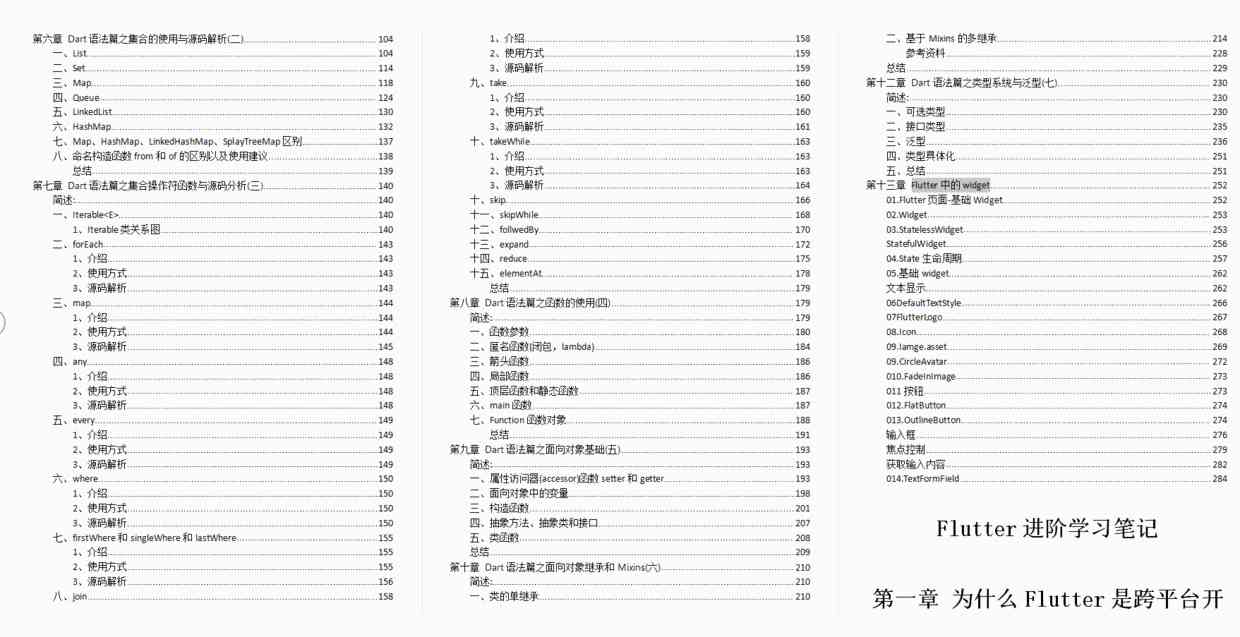 第六章 Dart 语法篇之集合的使用与源码解析(二) 104
一、List 104
二、Set 114
三、Map 118
四、Queue 124
五、LinkedList 130
六、HashMap 132
七、Map、HashMap、LinkedHashMap、SplayTreeMap 区别 137
八、命名构造函数 from 和 of 的区别以及使用建议 138
总结 139
第七章 Dart 语法篇之集合操作符函数与源码分析(三) 140
简述: 140
一、Iterable<E> 140
1、Iterable 类关系图 140
二、forEach 143
1、介绍 143
2、使用方式 143
3、源码解析 143
三、map 144
1、介绍 144
2、使用方式 144
3、源码解析 145
四、any 148
1、介绍 148
2、使用方式 148
3、源码解析 148
五、every 149
1、介绍 149
2、使用方式 149
3、源码解析 149
六、where 150
1、介绍 150
2、使用方式 150
3、源码解析 150
七、firstWhere 和 singleWhere 和 lastWhere 155
1、介绍 155
2、使用方式 155
3、源码解析 156
八、join 158
1、介绍 158
2、使用方式 159
3、源码解析 159
九、take 160
1、介绍 160
2、使用方式 160
3、源码解析 161
十、takeWhile 163
1、介绍 163
2、使用方式 163
3、源码解析 164
十、skip 166
十一、skipWhile 168
十二、follwedBy 170
十三、expand 172
十四、reduce 175
十五、elementAt 178
总结 179
第八章 Dart 语法篇之函数的使用(四) 179
简述: 179
一、函数参数 180
二、匿名函数(闭包，lambda) 184
三、箭头函数 186
四、局部函数 186
五、顶层函数和静态函数 187
六、main 函数 187
七、Function 函数对象 188
总结 191
第九章 Dart 语法篇之面向对象基础(五) 193
简述: 193
一、属性访问器(accessor)函数 setter 和 getter 193
二、面向对象中的变量 198
三、构造函数 201
四、抽象方法、抽象类和接口 207
五、类函数 208
总结 209
第十章 Dart 语法篇之面向对象继承和 Mixins(六) 210
简述: 210
一、类的单继承 210
二、基于 Mixins 的多继承 214
参考资料 228
总结 229
第十二章 Dart 语法篇之类型系统与泛型(七) 230
简述: 230
一、可选类型 230
二、接口类型 235
三、泛型 236
四、类型具体化 251
五、总结 251
第十三章 Flutter 中的 widget 252
01.Flutter 页面-基础 Widget 252
02.Widget 253
03.StatelessWidget 253
StatefulWidget 256
04.State 生命周期 257
05.基础 widget 262
文本显示 262
06DefaultTextStyle 266
07FlutterLogo 267
08.Icon 268
09.Iamge.asset 269
09.CircleAvatar 272
010.FadeInImage 273
011 按钮 273
012.FlatButton 274
013.OutlineButton 274
输入框 276
焦点控制 279
获取输入内容 282
014.TextFormField 284
Flutter 进阶学习笔记
第一章 为什么 Flutter 是跨平台开